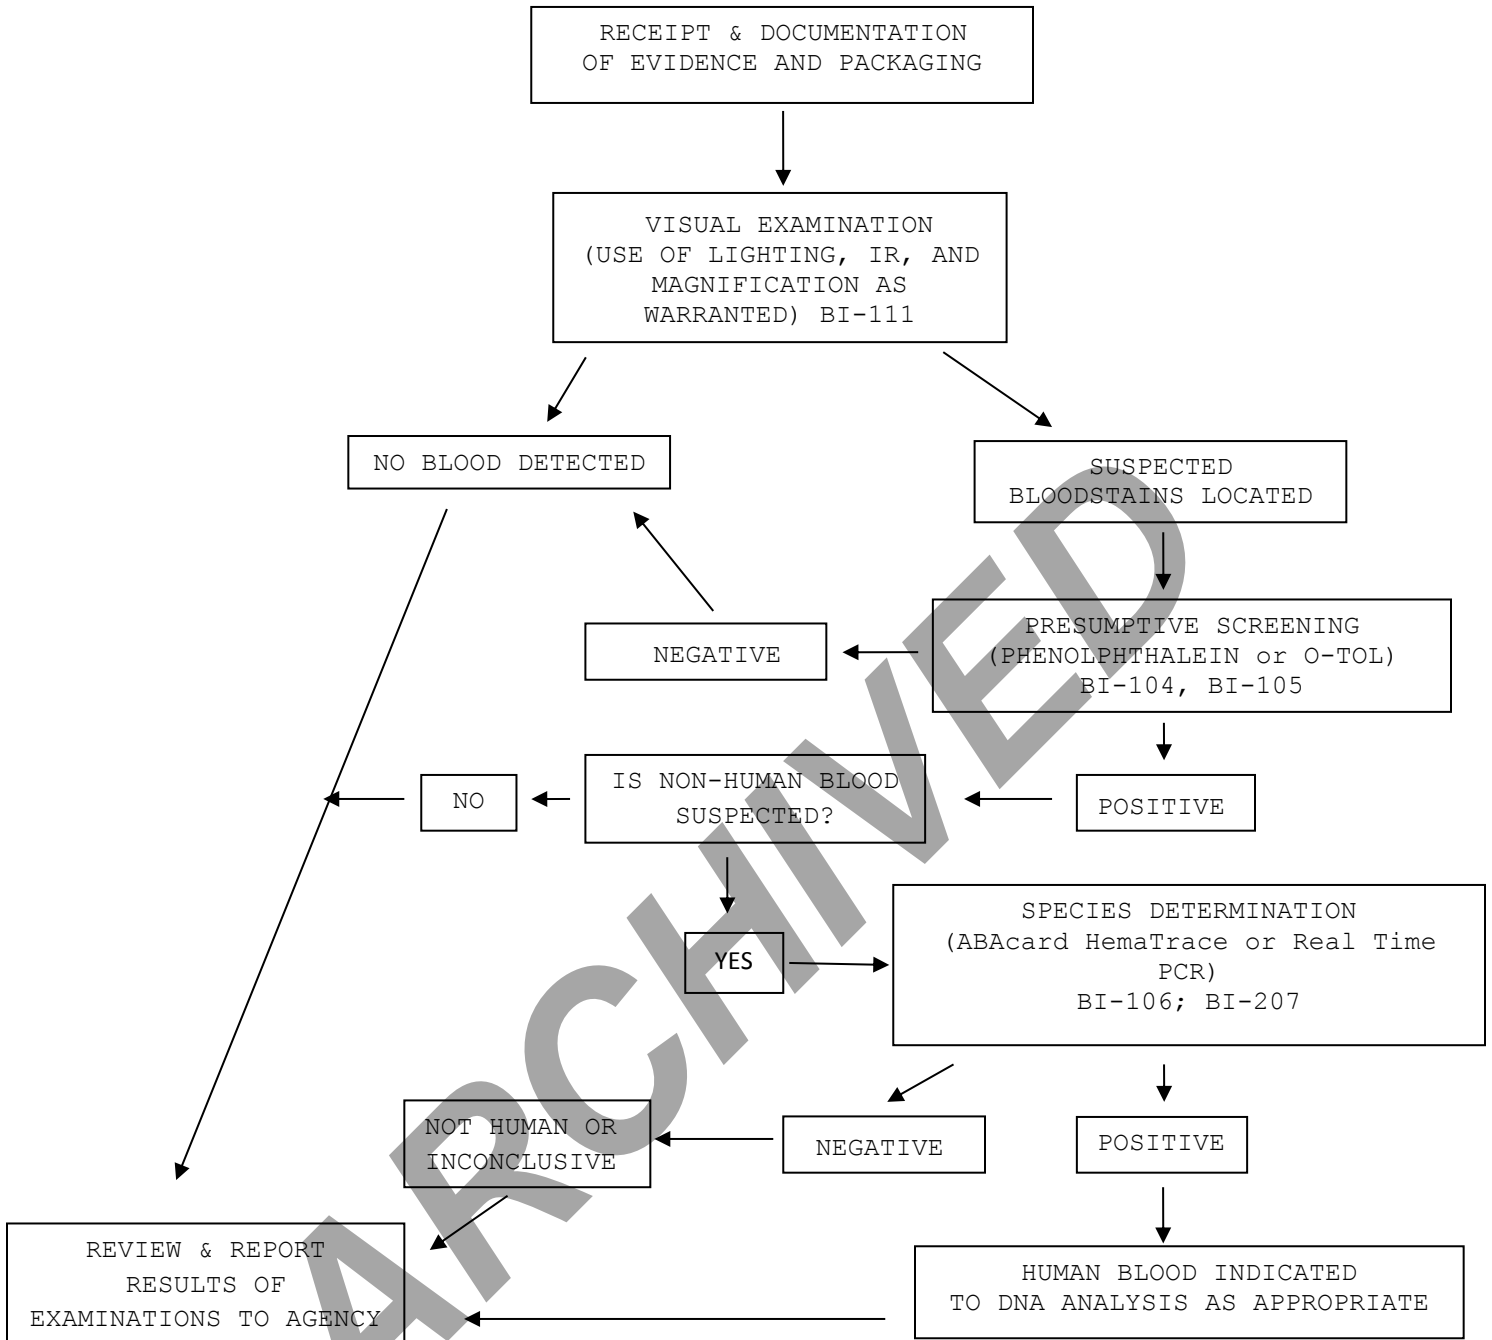 RECEIPT & DOCUMENTATION
OF EVIDENCE AND PACKAGING
VISUAL EXAMINATION
(USE OF LIGHTING, IR, AND
MAGNIFICATION AS
WARRANTED) BI-111
NO BLOOD DETECTED
SUSPECTED
BLOODSTAINS LOCATED
PRESUMPTIVE SCREENING
(PHENOLPHTHALEIN or O-TOL)
BI-104, BI-105
NEGATIVE
POSITIVE
IS NON-HUMAN BLOOD
SUSPECTED?
NO
YES
SPECIES DETERMINATION
(ABAcard HemaTrace or Real Time
PCR)
BI-106; BI-207
NEGATIVE
POSITIVE
NOT HUMAN OR
INCONCLUSIVE
HUMAN BLOOD INDICATED
TO DNA ANALYSIS AS APPROPRIATE
REVIEW & REPORT
RESULTS OF
EXAMINATIONS TO AGENCY
ARCHIVED